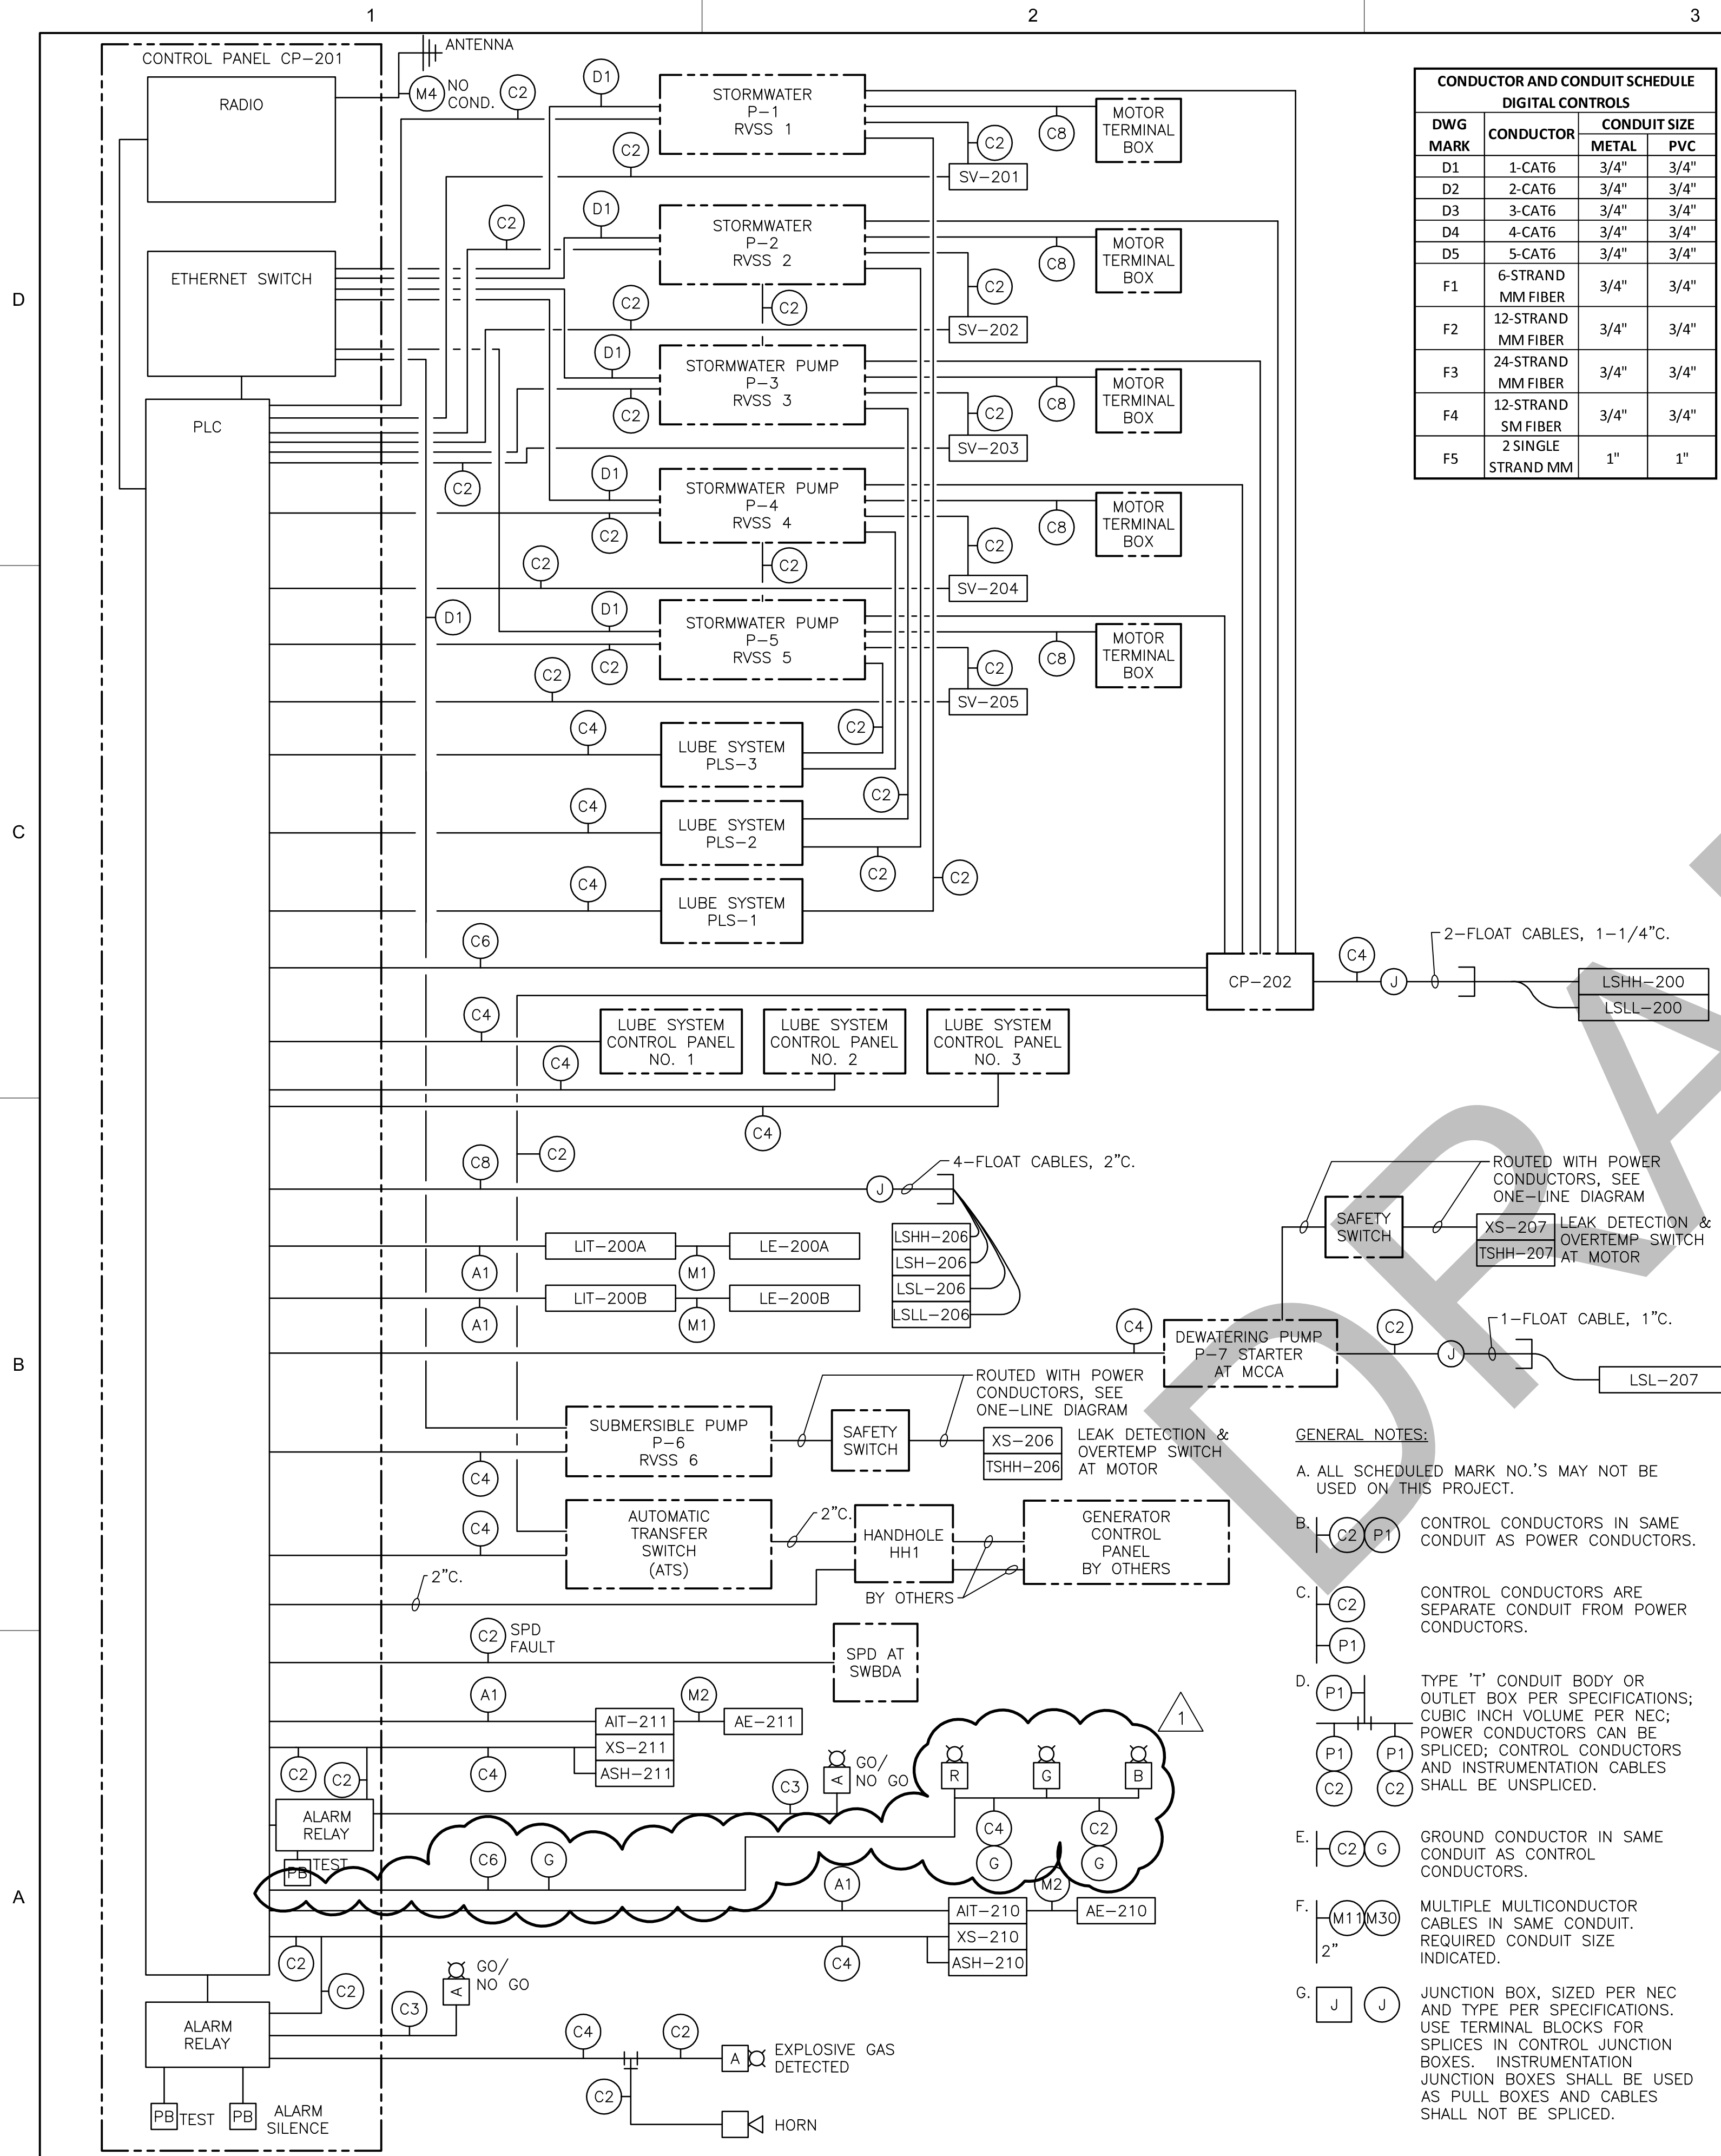 1
2
3
D
C
B
A
CONTROL PANEL CP-201
RADIO
ANTENNA
M4
NO
COND.
ETHERNET SWITCH
PLC
C2
D1
C2
STORMWATER
P-1
RVSS 1
C2
SV-201
C8
MOTOR
TERMINAL
BOX
D1
C2
STORMWATER
P-2
RVSS 2
C2
C2
C2
SV-202
C8
MOTOR
TERMINAL
BOX
D1
C2
STORMWATER PUMP
P-3
RVSS 3
C2
SV-203
C8
MOTOR
TERMINAL
BOX
C2
D1
C2
STORMWATER PUMP
P-4
RVSS 4
C2
C2
C2
SV-204
C8
MOTOR
TERMINAL
BOX
D1
D1
C2
STORMWATER PUMP
P-5
RVSS 5
C2
C2
SV-205
C8
MOTOR
TERMINAL
BOX
C4
LUBE SYSTEM
PLS-3
C2
C4
LUBE SYSTEM
PLS-2
C2
C2
C4
LUBE SYSTEM
PLS-1
C2
C6
CP-202
C4
J
2-FLOAT CABLES, 1-1/4"C.
LSHH-200
LSLL-200
C4
LUBE SYSTEM
CONTROL PANEL
NO. 1
C4
LUBE SYSTEM
CONTROL PANEL
NO. 2
LUBE SYSTEM
CONTROL PANEL
NO. 3
C4
C2
C8
J
4-FLOAT CABLES, 2"C.
LSHH-206
LSH-206
LSL-206
LSLL-206
A1
LIT-200A
M1
LE-200A
A1
LIT-200B
M1
LE-200B
C4
DEWATERING PUMP
P-7 STARTER
AT MCCA
SAFETY
SWITCH
ROUTED WITH POWER
CONDUCTORS, SEE
ONE-LINE DIAGRAM
XS-207
TSHH-207
LEAK DETECTION &
OVERTEMP SWITCH
AT MOTOR
C2
J
1-FLOAT CABLE, 1"C.
LSL-207
C4
SUBMERSIBLE PUMP
P-6
RVSS 6
SAFETY
SWITCH
ROUTED WITH POWER
CONDUCTORS, SEE
ONE-LINE DIAGRAM
XS-206
TSHH-206
LEAK DETECTION &
OVERTEMP SWITCH
AT MOTOR
C4
AUTOMATIC
TRANSFER
SWITCH
(ATS)
2"C.
HANDHOLE
HH1
GENERATOR
CONTROL
PANEL
BY OTHERS
BY OTHERS
2"C.
C2
SPD
FAULT
SPD AT
SWBDA
A1
AIT-211
XS-211
ASH-211
M2
AE-211
C2
C2
C4
ALARM
RELAY
PB
TEST
C3
A
GO/
NO GO
1
R
G
B
C4
G
C2
G
C6
G
A1
AIT-210
XS-210
ASH-210
M2
AE-210
C2
C2
C4
ALARM
RELAY
C3
A
GO/
NO GO
C4
C2
A
EXPLOSIVE GAS
DETECTED
C2
HORN
PB
TEST
PB
ALARM
SILENCE
CONDUCTOR AND CONDUIT SCHEDULE
DIGITAL CONTROLS
DWG MARK CONDUCTOR CONDUIT SIZE
METAL PVC
D1 1-CAT6 3/4" 3/4"
D2 2-CAT6 3/4" 3/4"
D3 3-CAT6 3/4" 3/4"
D4 4-CAT6 3/4" 3/4"
D5 5-CAT6 3/4" 3/4"
F1 6-STRAND MM FIBER 3/4" 3/4"
F2 12-STRAND MM FIBER 3/4" 3/4"
F3 24-STRAND MM FIBER 3/4" 3/4"
F4 12-STRAND SM FIBER 3/4" 3/4"
F5 2 SINGLE STRAND MM 1" 1"
GENERAL NOTES:
A. ALL SCHEDULED MARK NO.'S MAY NOT BE
USED ON THIS PROJECT.
B. C2 P1 CONTROL CONDUCTORS IN SAME
CONDUIT AS POWER CONDUCTORS.
C. C2 P1 CONTROL CONDUCTORS ARE
SEPARATE CONDUIT FROM POWER
CONDUCTORS.
D. P1 P1 P1 C2 C2 TYPE 'T' CONDUIT BODY OR
OUTLET BOX PER SPECIFICATIONS;
CUBIC INCH VOLUME PER NEC;
POWER CONDUCTORS CAN BE
SPLICED; CONTROL CONDUCTORS
AND INSTRUMENTATION CABLES
SHALL BE UNSPLICED.
E. C2 G GROUND CONDUCTOR IN SAME
CONDUIT AS CONTROL
CONDUCTORS.
F. M11 M30 2" MULTIPLE MULTICONDUCTOR
CABLES IN SAME CONDUIT.
REQUIRED CONDUIT SIZE
INDICATED.
G. J J JUNCTION BOX, SIZED PER NEC
AND TYPE PER SPECIFICATIONS.
USE TERMINAL BLOCKS FOR
SPLICES IN CONTROL JUNCTION
BOXES. INSTRUMENTATION
JUNCTION BOXES SHALL BE USED
AS PULL BOXES AND CABLES
SHALL NOT BE SPLICED.
DRA